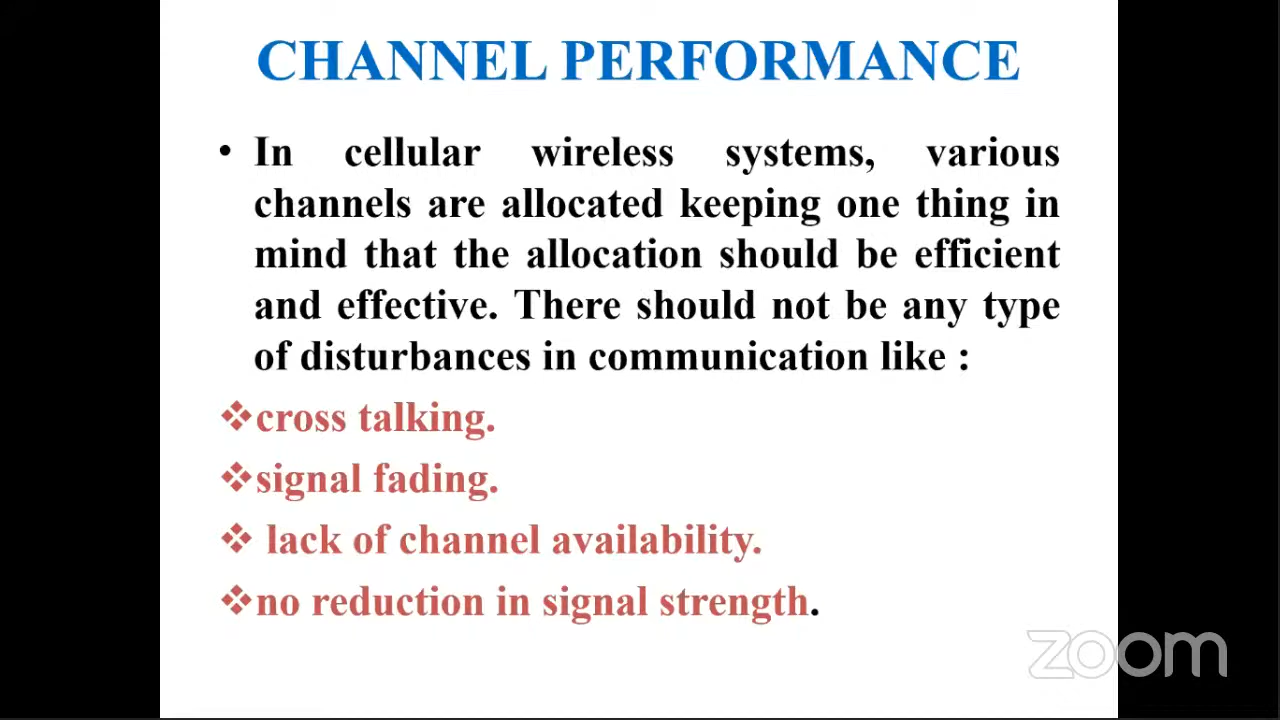 CHANNEL PERFORMANCE
• In cellular wireless systems, various
channels are allocated keeping one thing in
mind that the allocation should be efficient
and effective. There should not be any type
of disturbances in communication like :
❖cross talking.
❖signal fading.
❖ lack of channel availability.
❖no reduction in signal strength.
zoom